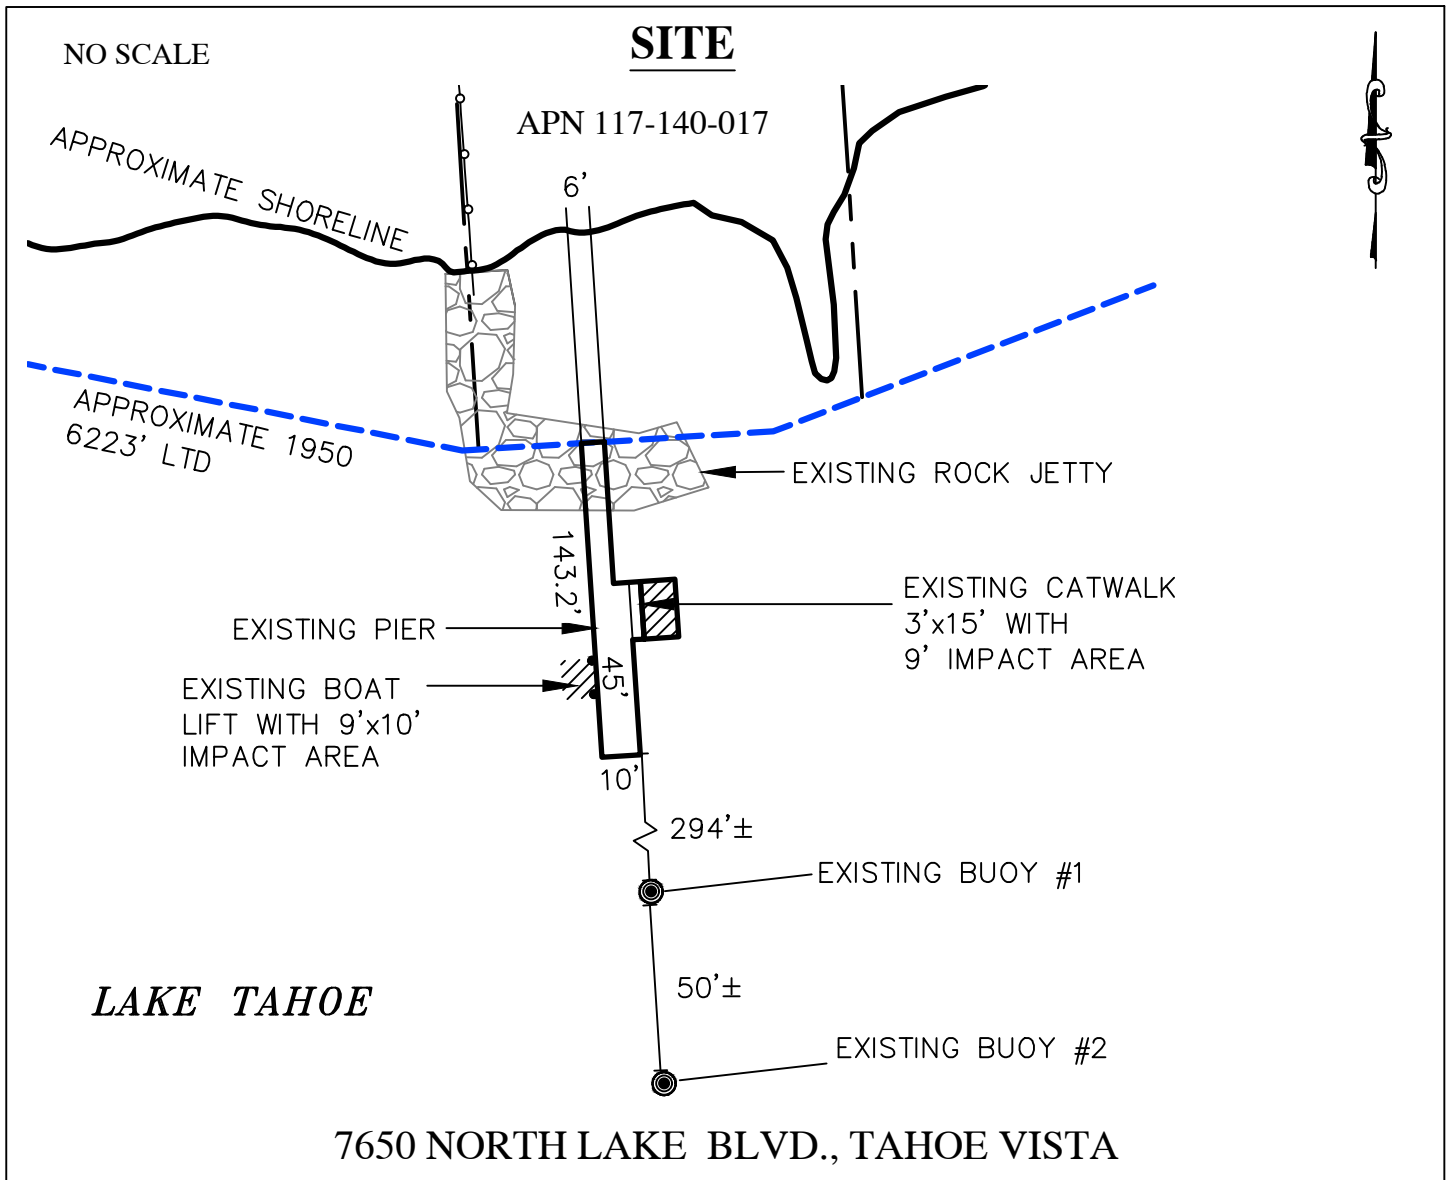 NO SCALE
SITE
APN 117-140-017
APPROXIMATE SHORELINE
6'
APPROXIMATE 1950
6223' LTD
EXISTING ROCK JETTY
143.2'
EXISTING CATWALK
3'x15' WITH
9' IMPACT AREA
EXISTING PIER
45'
EXISTING BOAT
LIFT WITH 9'x10'
IMPACT AREA
10'
294'±
EXISTING BUOY #1
50'±
LAKE TAHOE
EXISTING BUOY #2
7650 NORTH LAKE BLVD., TAHOE VISTA